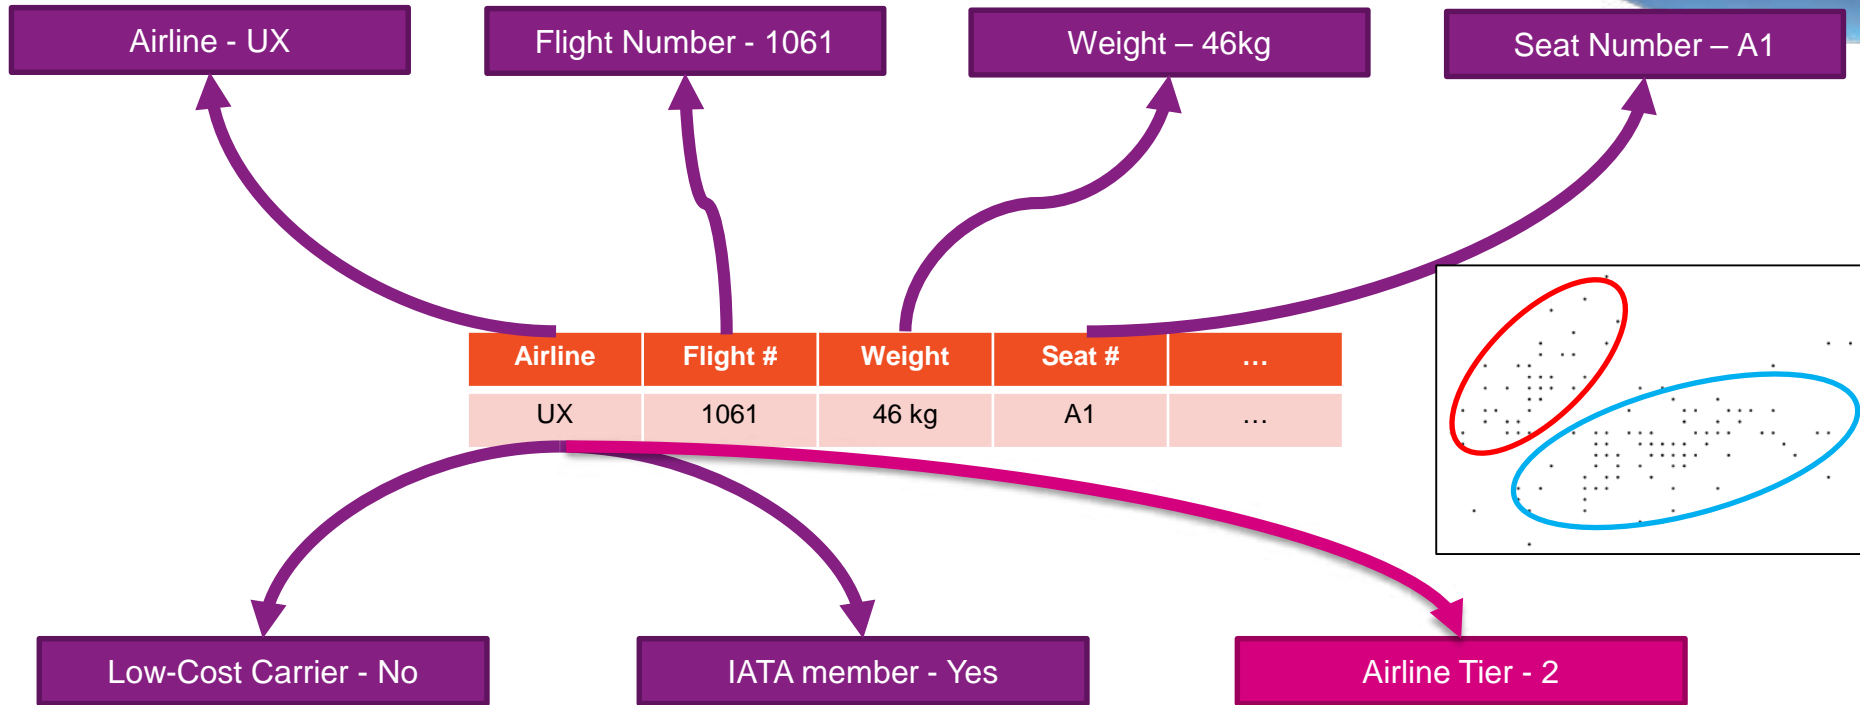 Airline - UX
Flight Number - 1061
Weight – 46kg
Seat Number – A1
Airline Flight # Weight Seat # …
UX 1061 46 kg A1 …
Low-Cost Carrier - No
IATA member - Yes
Airline Tier - 2